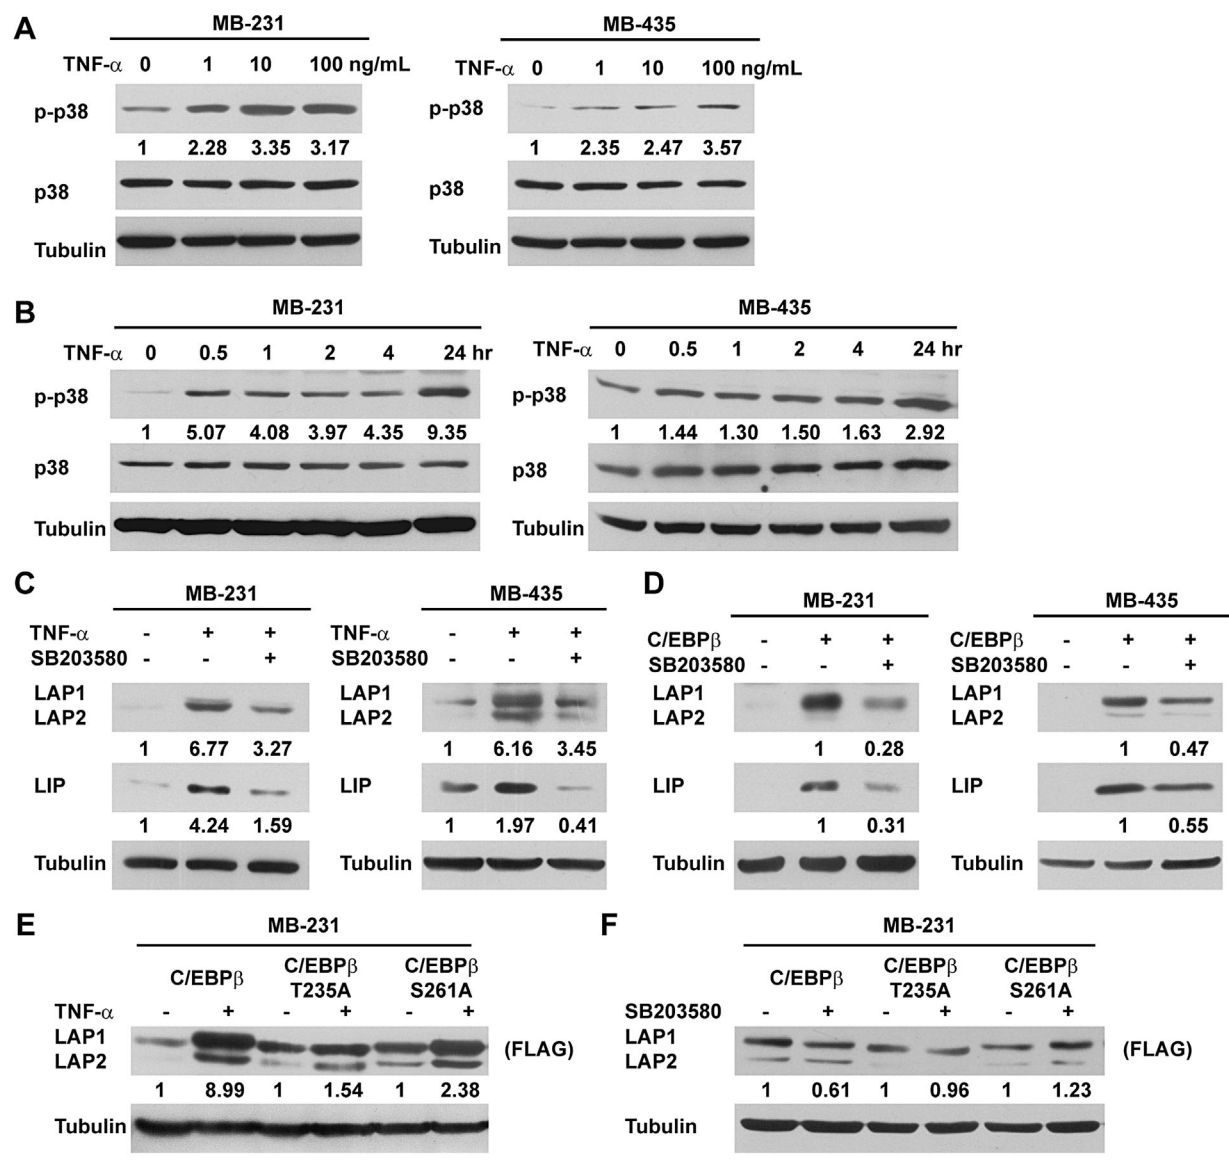 A
MB-231 MB-435
TNF-α 0 1 10 100 ng/mL TNF-α 0 1 10 100 ng/mL
p-p38 p-p38
1 2.28 3.35 3.17 1 2.35 2.47 3.57
p38 p38
Tubulin Tubulin
B
MB-231 MB-435
TNF-α 0 0.5 1 2 4 24 hr TNF-α 0 0.5 1 2 4 24 hr
p-p38 p-p38
1 5.07 4.08 3.97 4.35 9.35 1 1.44 1.30 1.50 1.63 2.92
p38 p38
Tubulin Tubulin
C
MB-231 MB-435
TNF-α - + + TNF-α - + +
SB203580 - - + SB203580 - - +
LAP1 LAP1
LAP2 LAP2
1 6.77 3.27 1 6.16 3.45
LIP LIP
1 4.24 1.59 1 1.97 0.41
Tubulin Tubulin
D
MB-231 MB-435
C/EBPβ - + + C/EBPβ - + +
SB203580 - - + SB203580 - - +
LAP1 LAP1
LAP2 LAP2
1 0.28 1 0.47
LIP LIP
1 0.31 1 0.55
Tubulin Tubulin
E
MB-231
C/EBPβ C/EBPβ T235A C/EBPβ S261A
TNF-α - + - + - +
LAP1
LAP2
(FLAG)
1 8.99 1 1.54 1 2.38
Tubulin
F
MB-231
C/EBPβ C/EBPβ T235A C/EBPβ S261A
SB203580 - + - + - +
LAP1
LAP2
(FLAG)
1 0.61 1 0.96 1 1.23
Tubulin